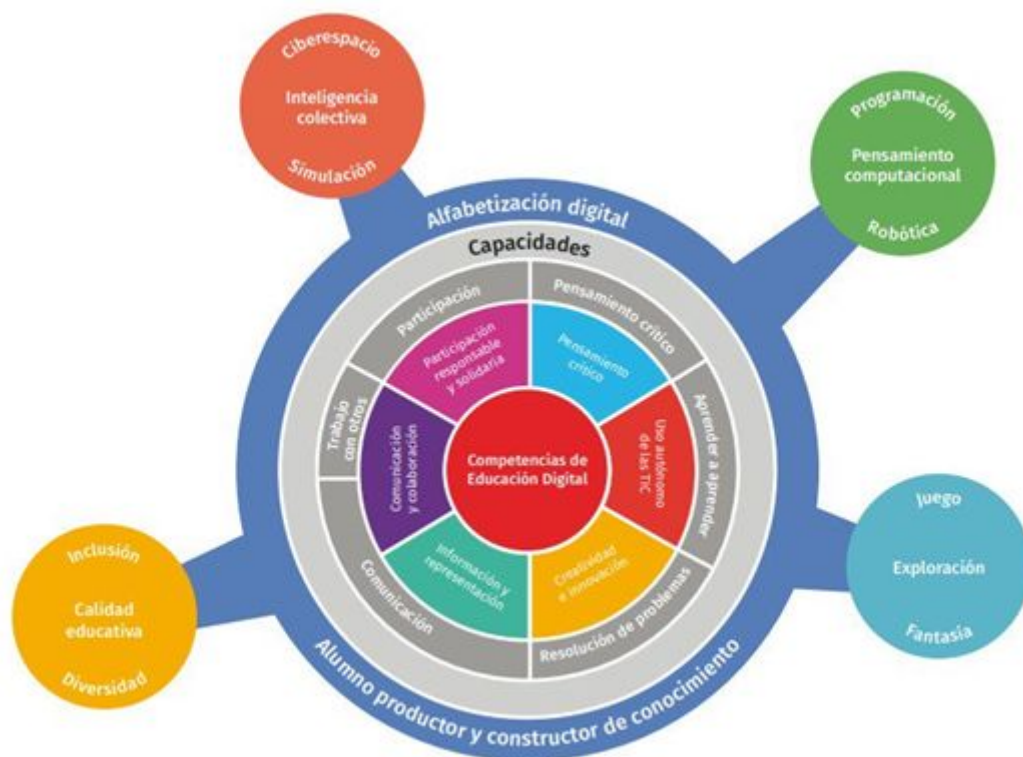 Ciberespacio
Inteligencia
colectiva
Simulación
Programación
Pensamiento
computacional
Robótica
Alfabetización digital
Capacidades
Participación
Pensamiento crítico
Participación
responsable
y solidaria
Pensamiento
crítico
Trabajo
con otros
Comunicación
y colaboración
Competencias de
Educación Digital
Uso autónomo
de las TIC
Aprender a aprender
Información y
representación
Creatividad
e innovación
Comunicación
Resolución de problemas
Inclusión
Calidad
educativa
Diversidad
Juego
Exploración
Fantasía
Alumno productor y constructor de conocimiento